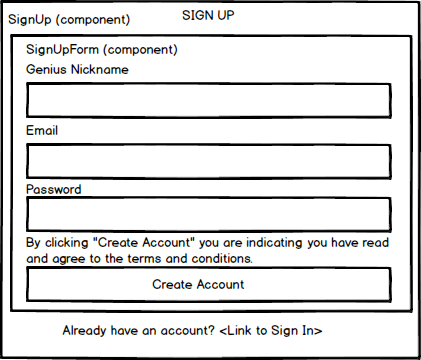 SIGN UP
SignUp (component)
SignUpForm (component)
Genius Nickname
Email
Password
By clicking "Create Account" you are indicating you have read
and agree to the terms and conditions.
Create Account
Already have an account? <Link to Sign In>